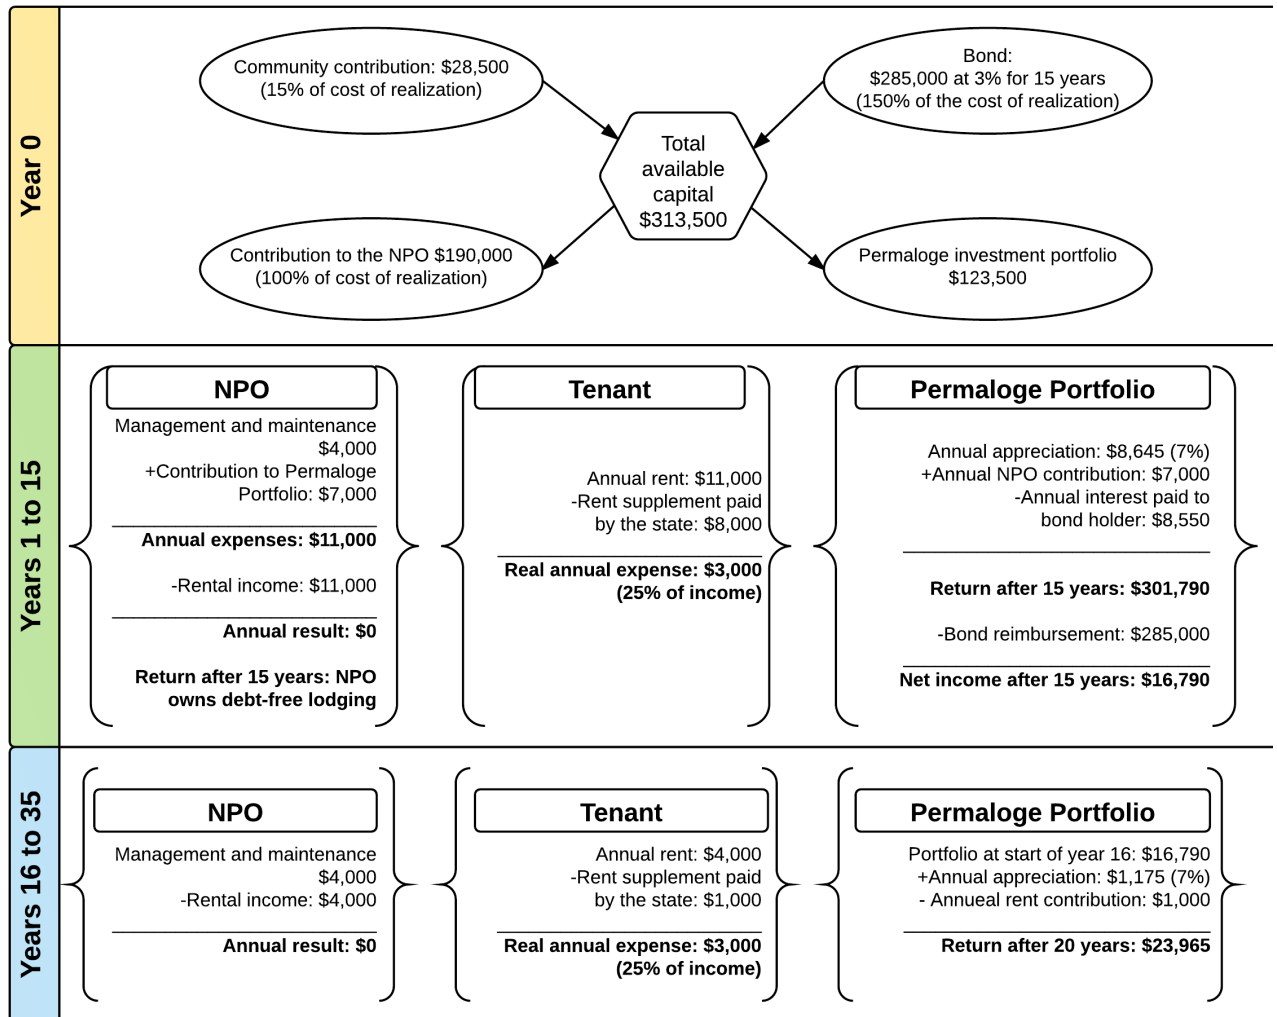 Year 0
Community contribution: $28,500
(15% of cost of realization)
Bond:
$285,000 at 3% for 15 years
(150% of the cost of realization)
Total
available
capital
$313,500
Contribution to the NPO $190,000
(100% of cost of realization)
Permaloge investment portfolio
$123,500
Years 1 to 15
NPO
Management and maintenance
$4,000
+Contribution to Permaloge
Portfolio: $7,000
Annual expenses: $11,000
-Rental income: $11,000
Annual result: $0
Return after 15 years: NPO
owns debt-free lodging
Tenant
Annual rent: $11,000
-Rent supplement paid
by the state: $8,000
Real annual expense: $3,000
(25% of income)
Permaloge Portfolio
Annual appreciation: $8,645 (7%)
+Annual NPO contribution: $7,000
-Annual interest paid to
bond holder: $8,550
Return after 15 years: $301,790
-Bond reimbursement: $285,000
Net income after 15 years: $16,790
Years 16 to 35
NPO
Management and maintenance
$4,000
-Rental income: $4,000
Annual result: $0
Tenant
Annual rent: $4,000
-Rent supplement paid
by the state: $1,000
Real annual expense: $3,000
(25% of income)
Permaloge Portfolio
Portfolio at start of year 16: $16,790
+Annual appreciation: $1,175 (7%)
- Annueal rent contribution: $1,000
Return after 20 years: $23,965